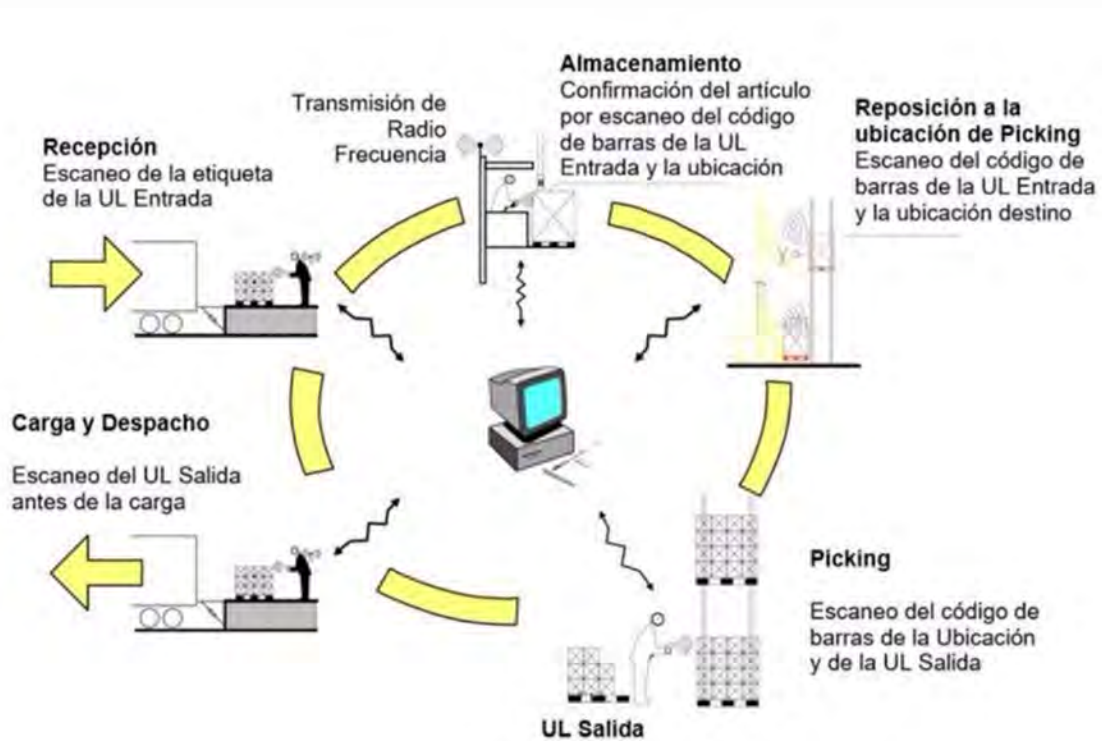 Recepción
Escaneo de la etiqueta
de la UL Entrada
Transmisión de
Radio
Frecuencia
Almacenamiento
Confirmación del artículo
por escaneo del código
de barras de la UL
Entrada y la ubicación
Reposición a la
ubicación de Picking
Escaneo del código de
barras de la UL Entrada
y la ubicación destino
Picking
Escaneo del código de
barras de la Ubicación
y de la UL Salida
UL Salida
Carga y Despacho
Escaneo del UL Salida
antes de la carga